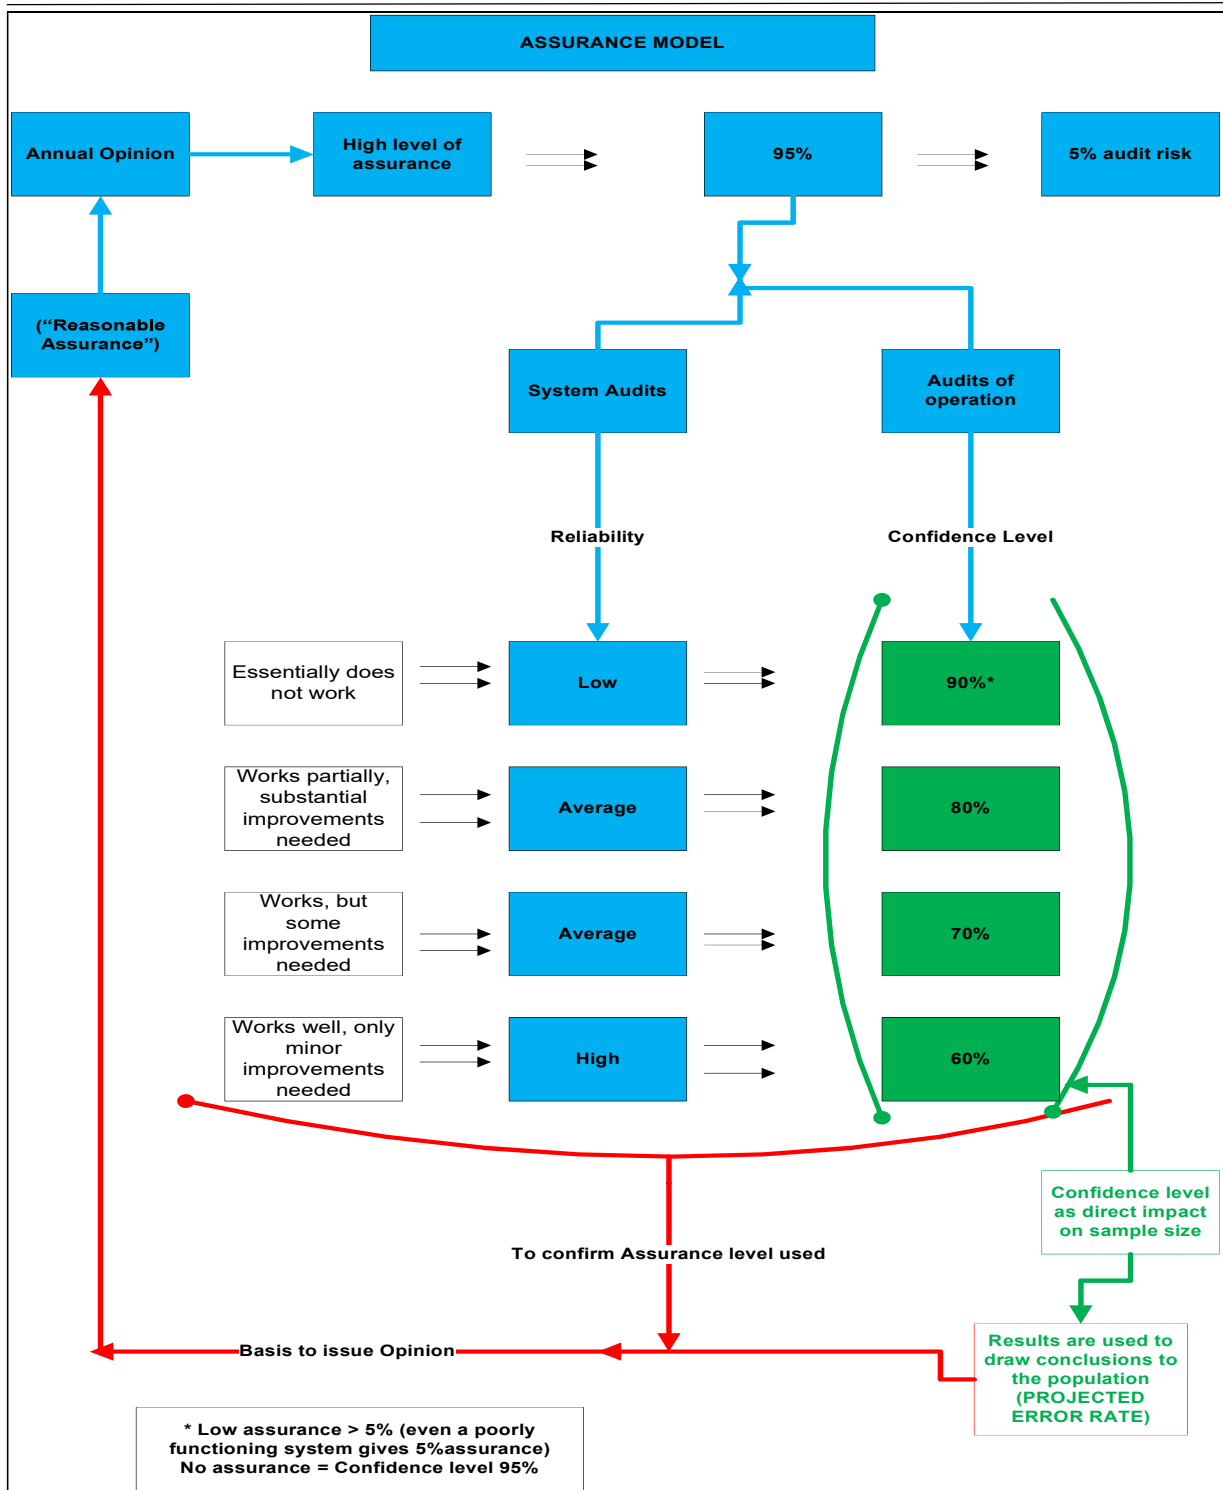 ASSURANCE MODEL
Annual Opinion
High level of
assurance
95%
5% audit risk
(“Reasonable
Assurance”)
System Audits
Audits of
operation
Reliability
Confidence Level
Essentially does
not work
Low
90%*
Works partially,
substantial
improvements
needed
Average
80%
Works, but
some
improvements
needed
Average
70%
Works well, only
minor
improvements
needed
High
60%
Confidence level
as direct impact
on sample size
To confirm Assurance level used
Basis to issue Opinion
Results are used to
draw conclusions to
the population
(PROJECTED
ERROR RATE)
* Low assurance > 5% (even a poorly
functioning system gives 5%assurance)
No assurance = Confidence level 95%